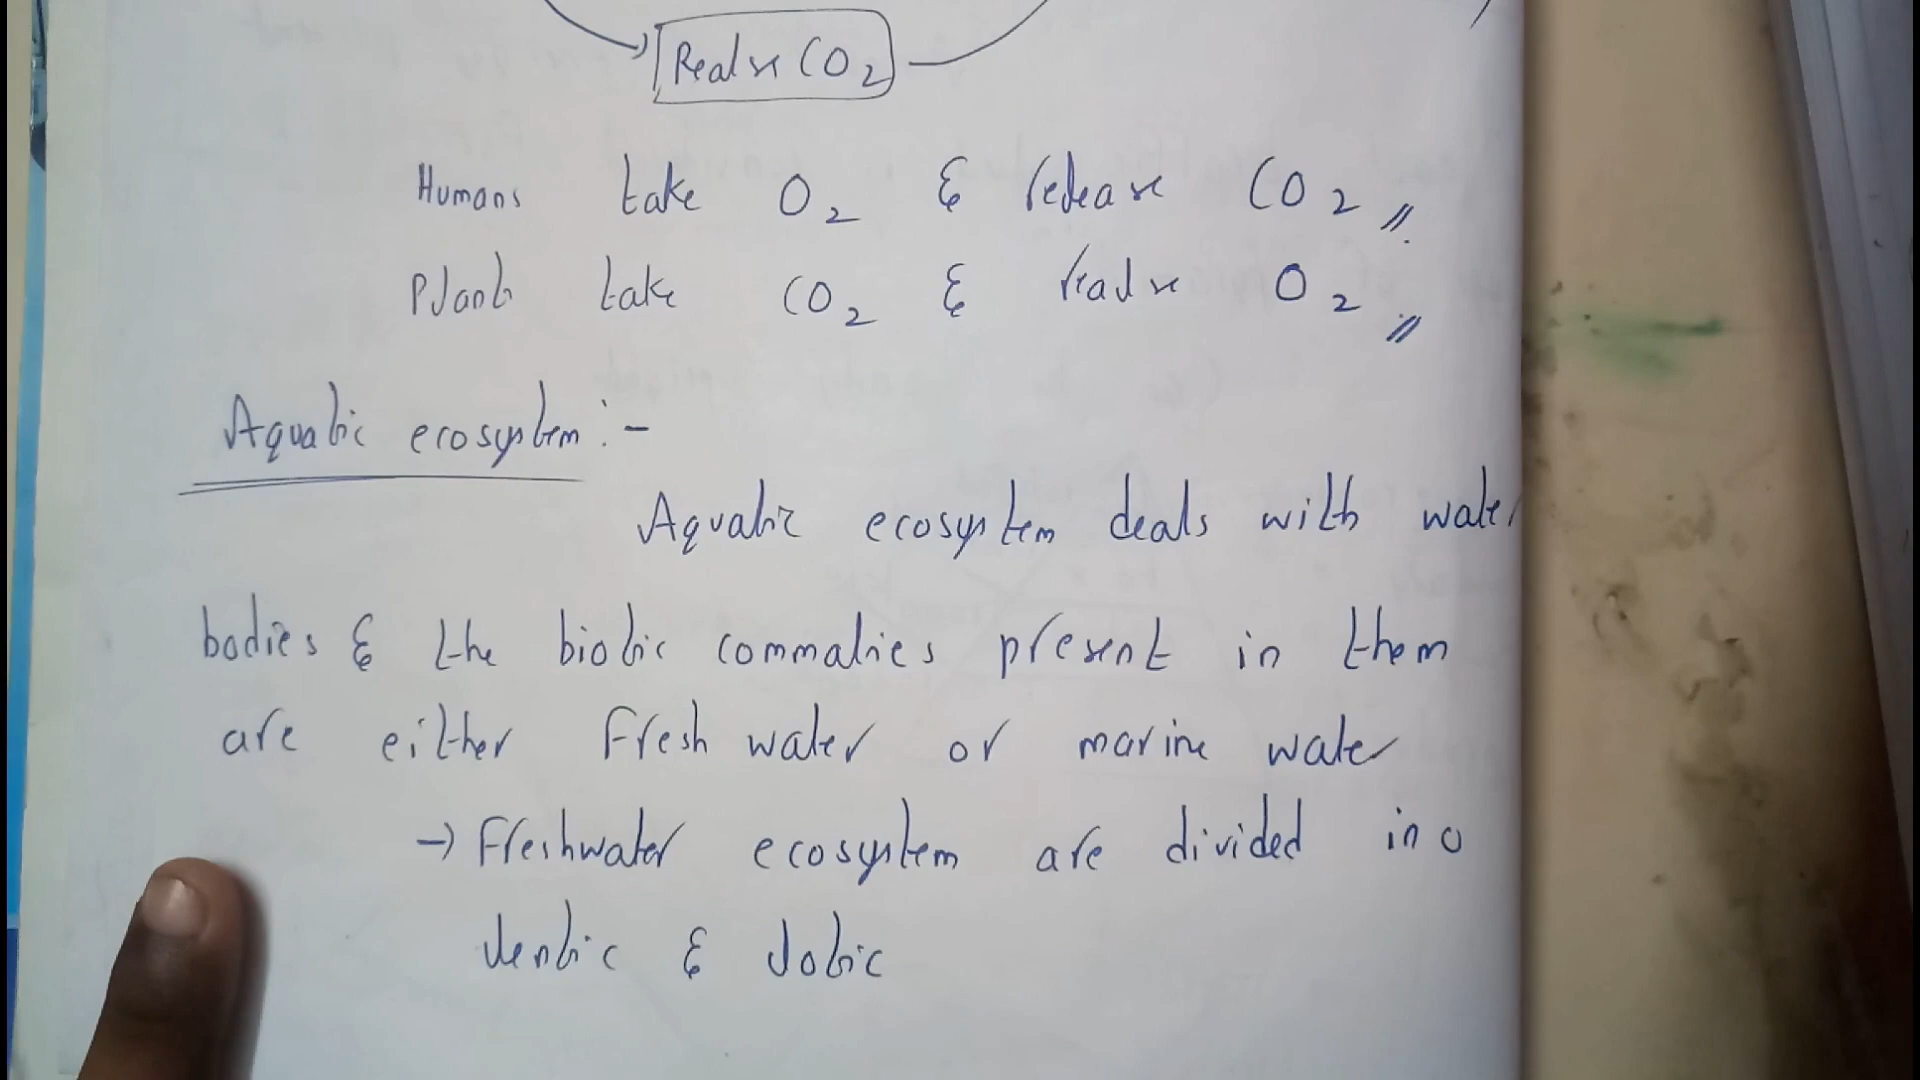 Realse CO2
Humans take O2 & release CO2 //.
Plants take CO2 & realse O2 //
Aquatic ecosystem :-
Aquatic ecosystem deals with water
bodies & the biotic commaties present in them
are either fresh water or marine water
→ Freshwater ecosystem are divided into
lentic & lotic